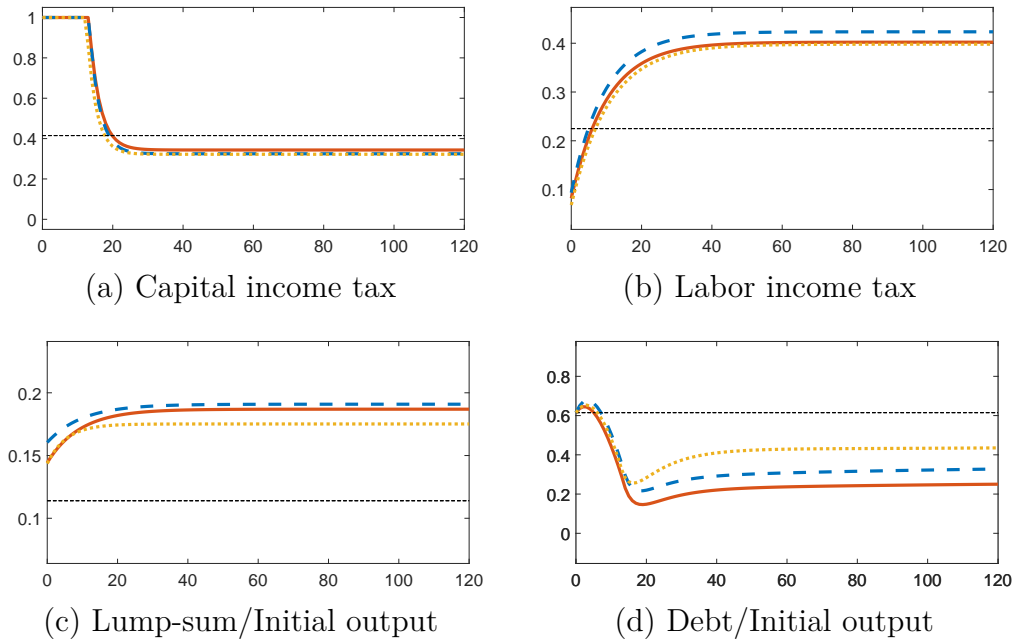 1
0.8
0.6
0.4
0.2
0
0 20 40 60 80 100 120
(a) Capital income tax
0.4
0.3
0.2
0.1
0 20 40 60 80 100 120
(b) Labor income tax
0.2
0.15
0.1
0 20 40 60 80 100 120
(c) Lump-sum/Initial output
0.8
0.6
0.4
0.2
0
0 20 40 60 80 100 120
(d) Debt/Initial output